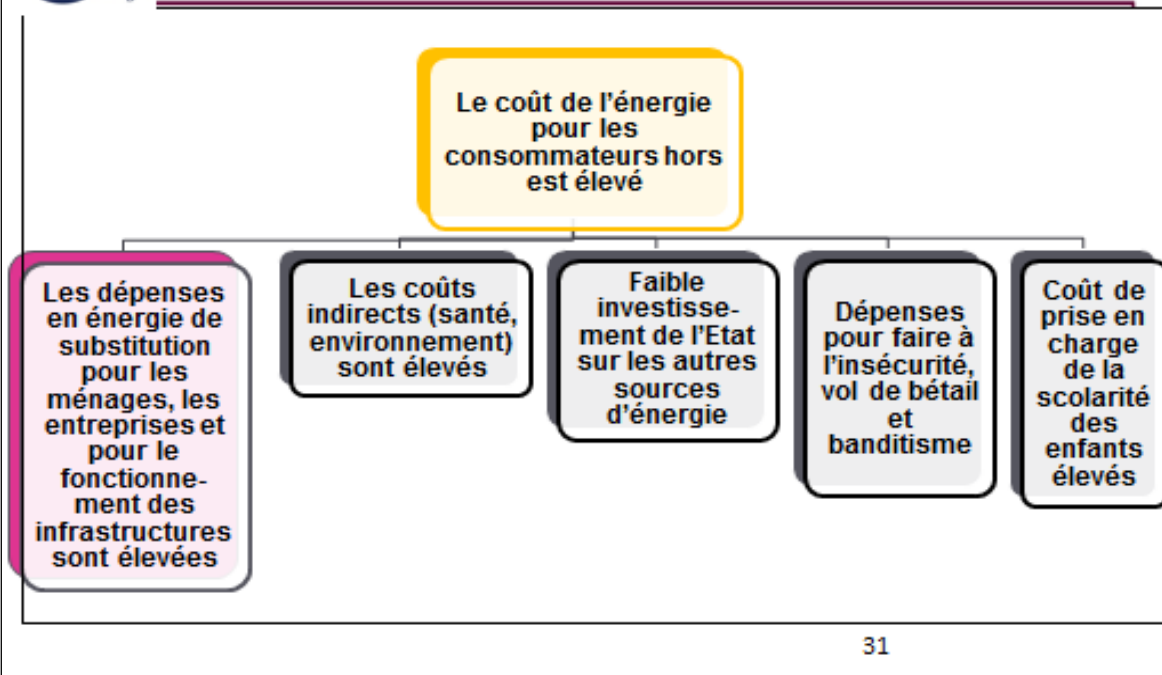 Le coût de l'énergie
pour les
consommateurs hors
est élevé
Les dépenses
en énergie de
substitution
pour les
ménages, les
entreprises et
pour le
fonctionne-
ment des
infrastructures
sont élevées
Les coûts
indirects (santé,
environnement)
sont élevés
Faible
investisse-
ment de l'Etat
sur les autres
sources
d'énergie
Dépenses
pour faire à
l'insécurité,
vol de bétail
et
banditisme
Coût de
prise en
charge
de la
scolarité
des
enfants
élevés
31